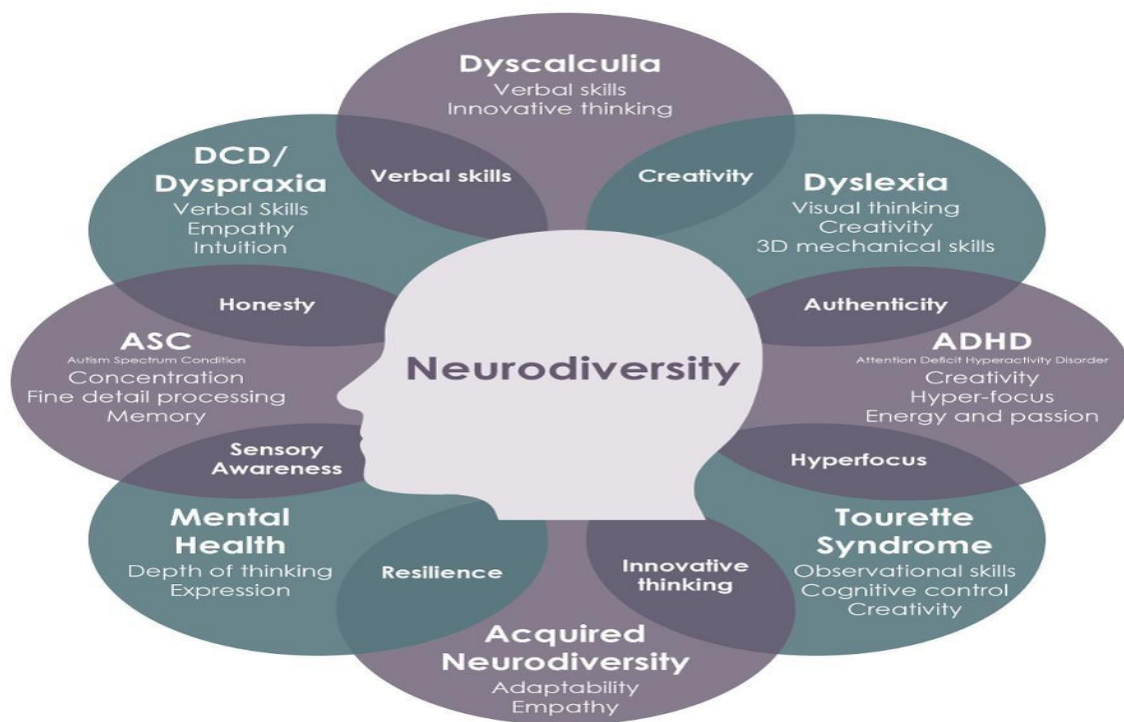 Dyscalculia
Verbal skills
Innovative thinking
Verbal skills
Creativity
DCD/
Dyspraxia
Verbal Skills
Empathy
Intuition
Dyslexia
Visual thinking
Creativity
3D mechanical skills
Honesty
Authenticity
ASC
Autism Spectrum Condition
Concentration
Fine detail processing
Memory
Neurodiversity
ADHD
Attention Deficit Hyperactivity Disorder
Creativity
Hyper-focus
Energy and passion
Sensory
Awareness
Hyperfocus
Mental
Health
Depth of thinking
Expression
Resilience
Innovative
thinking
Tourette
Syndrome
Observational skills
Cognitive control
Creativity
Acquired
Neurodiversity
Adaptability
Empathy